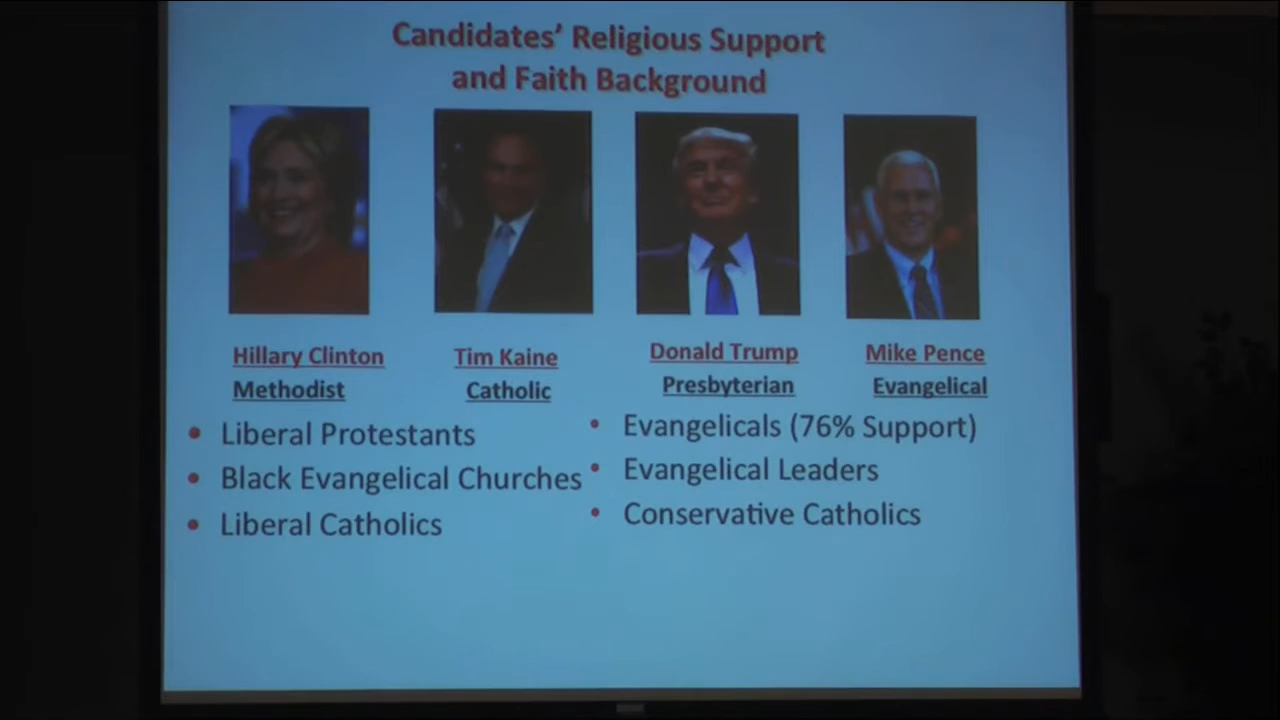 Candidates’ Religious Support
and Faith Background
Hillary Clinton
Methodist
Tim Kaine
Catholic
Donald Trump
Presbyterian
Mike Pence
Evangelical
• Liberal Protestants
• Black Evangelical Churches
• Liberal Catholics
• Evangelicals (76% Support)
• Evangelical Leaders
• Conservative Catholics